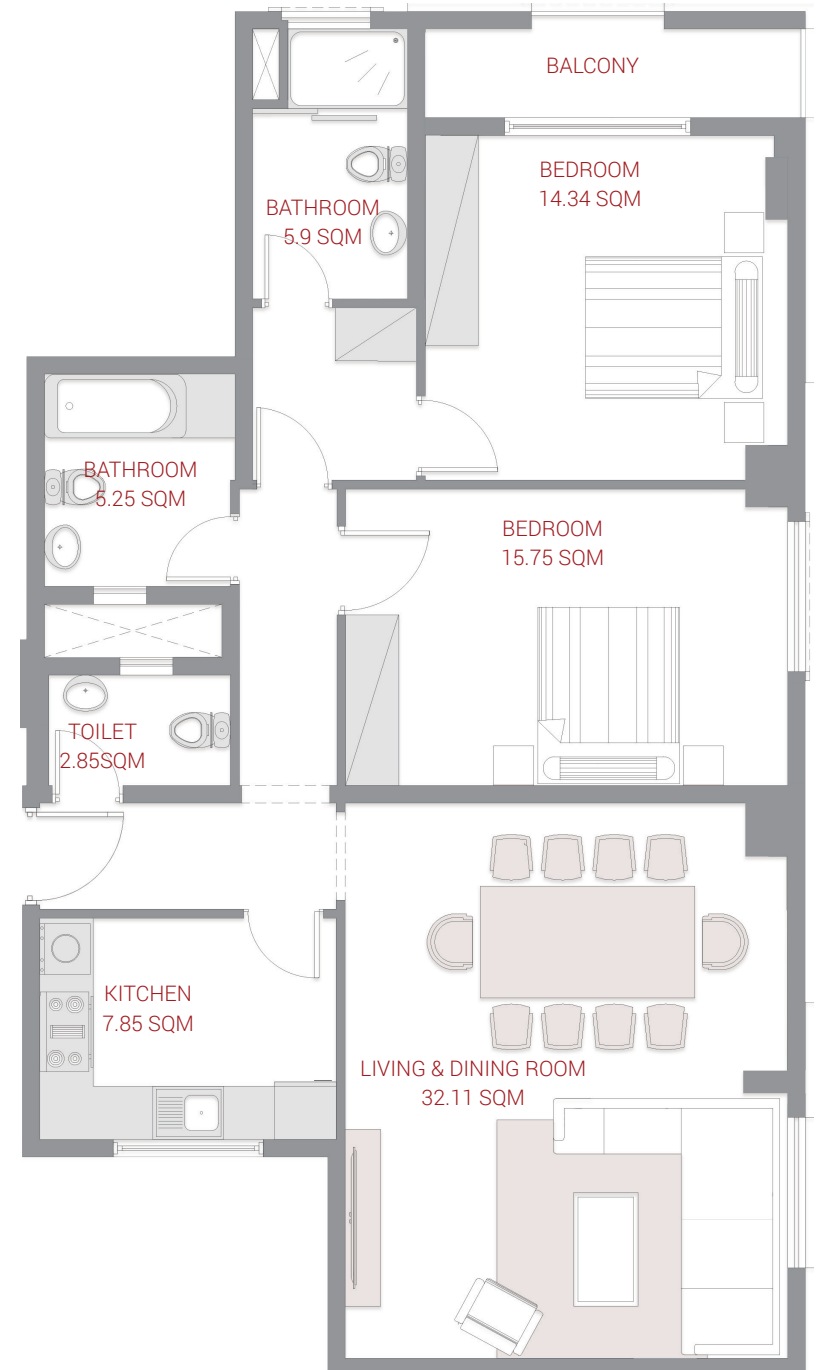 BALCONY
BEDROOM
14.34 SQM
BATHROOM
5.9 SQM
BATHROOM
5.25 SQM
BEDROOM
15.75 SQM
TOILET
2.85SQM
KITCHEN
7.85 SQM
LIVING & DINING ROOM
32.11 SQM